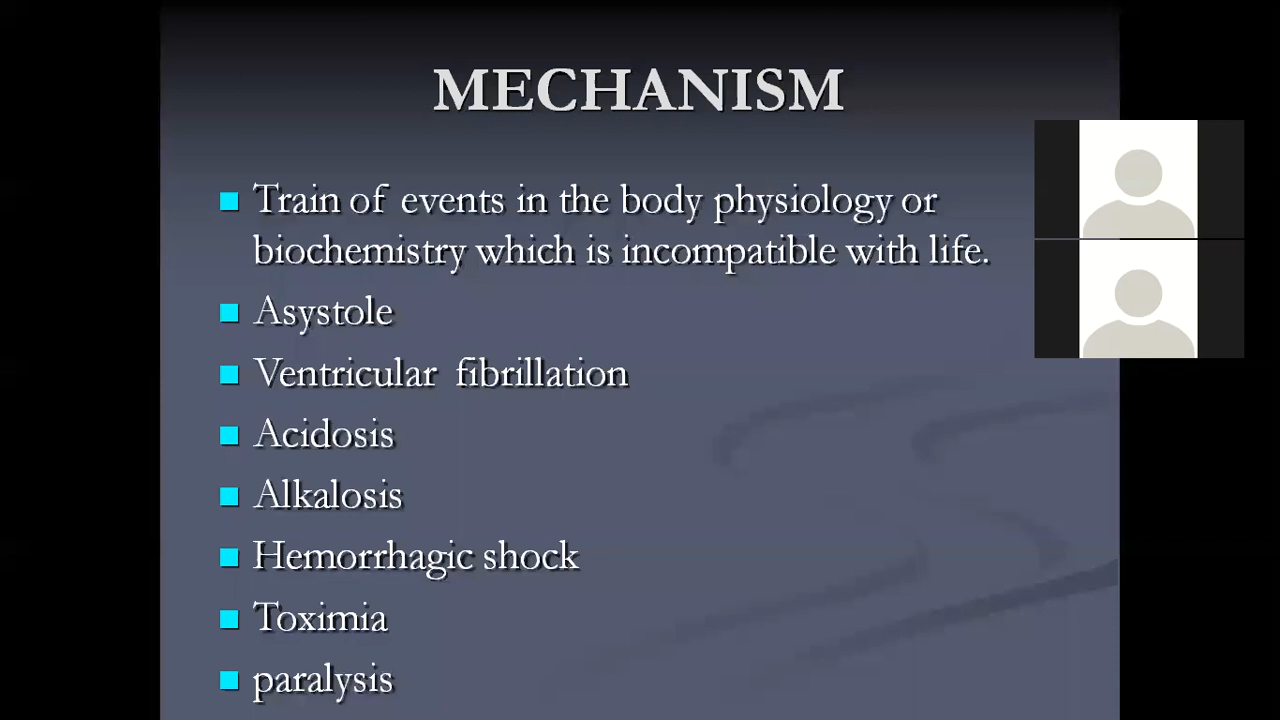 MECHANISM
Train of events in the body physiology or
biochemistry which is incompatible with life.
Asystole
Ventricular fibrillation
Acidosis
Alkalosis
Hemorrhagic shock
Toximia
paralysis